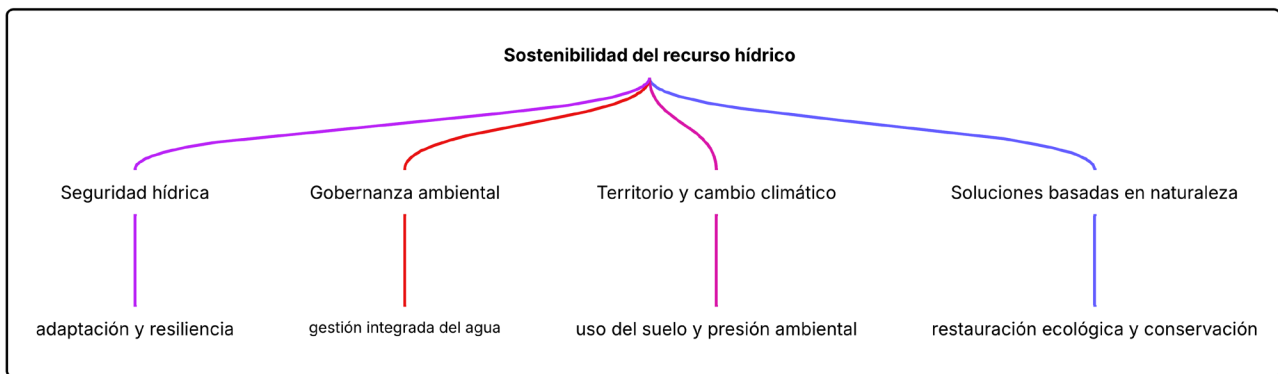 Sostenibilidad del recurso hídrico
Seguridad hídrica
Gobernanza ambiental
Territorio y cambio climático
Soluciones basadas en naturaleza
adaptación y resiliencia
gestión integrada del agua
uso del suelo y presión ambiental
restauración ecológica y conservación